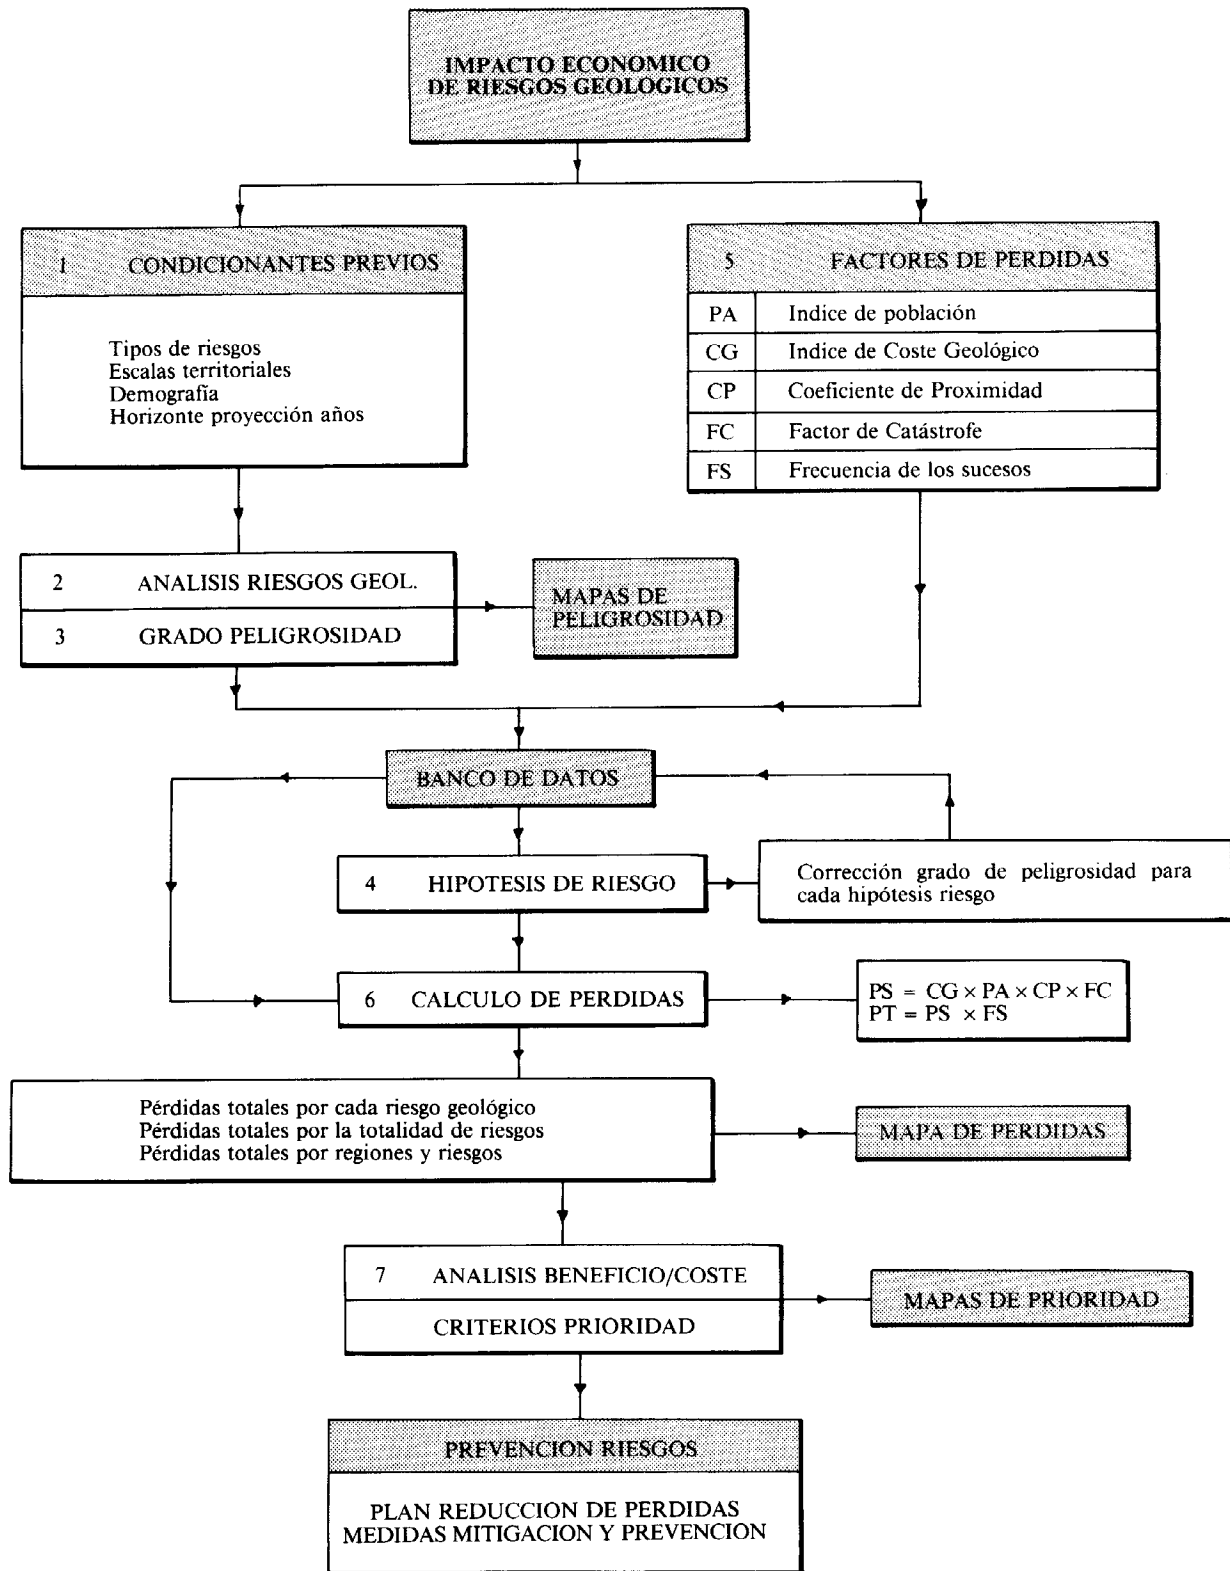 IMPACTO ECONOMICO
DE RIESGOS GEOLOGICOS
1 CONDICIONANTES PREVIOS
Tipos de riesgos
Escalas territoriales
Demografía
Horizonte proyección años
5 FACTORES DE PERDIDAS
PA Indice de población
CG Indice de Coste Geológico
CP Coeficiente de Proximidad
FC Factor de Catástrofe
FS Frecuencia de los sucesos
2 ANALISIS RIESGOS GEOL.
3 GRADO PELIGROSIDAD
MAPAS DE
PELIGROSIDAD
BANCO DE DATOS
4 HIPOTESIS DE RIESGO
Corrección grado de peligrosidad para
cada hipótesis riesgo
6 CALCULO DE PERDIDAS
PS = CG × PA × CP × FC
PT = PS × FS
Pérdidas totales por cada riesgo geológico
Pérdidas totales por la totalidad de riesgos
Pérdidas totales por regiones y riesgos
MAPA DE PERDIDAS
7 ANALISIS BENEFICIO/COSTE
CRITERIOS PRIORIDAD
MAPAS DE PRIORIDAD
PREVENCION RIESGOS
PLAN REDUCCION DE PERDIDAS
MEDIDAS MITIGACION Y PREVENCION